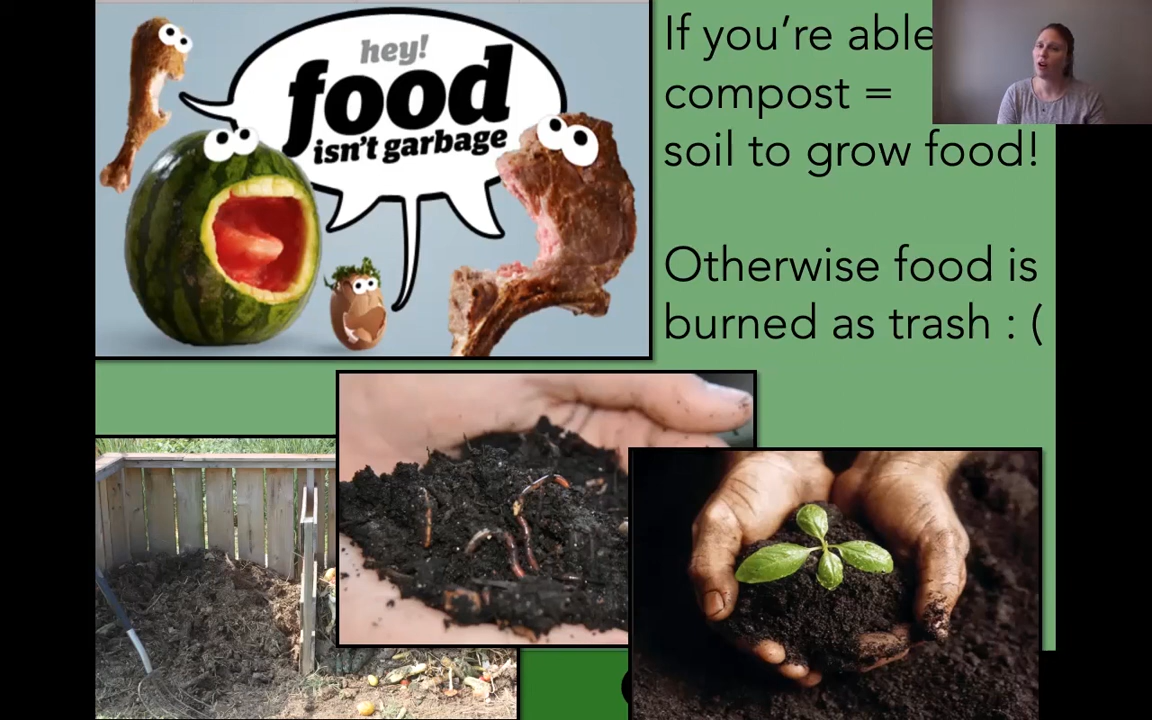 hey!
food
isn't garbage
If you're able
compost =
soil to grow food!
Otherwise food is
burned as trash : (